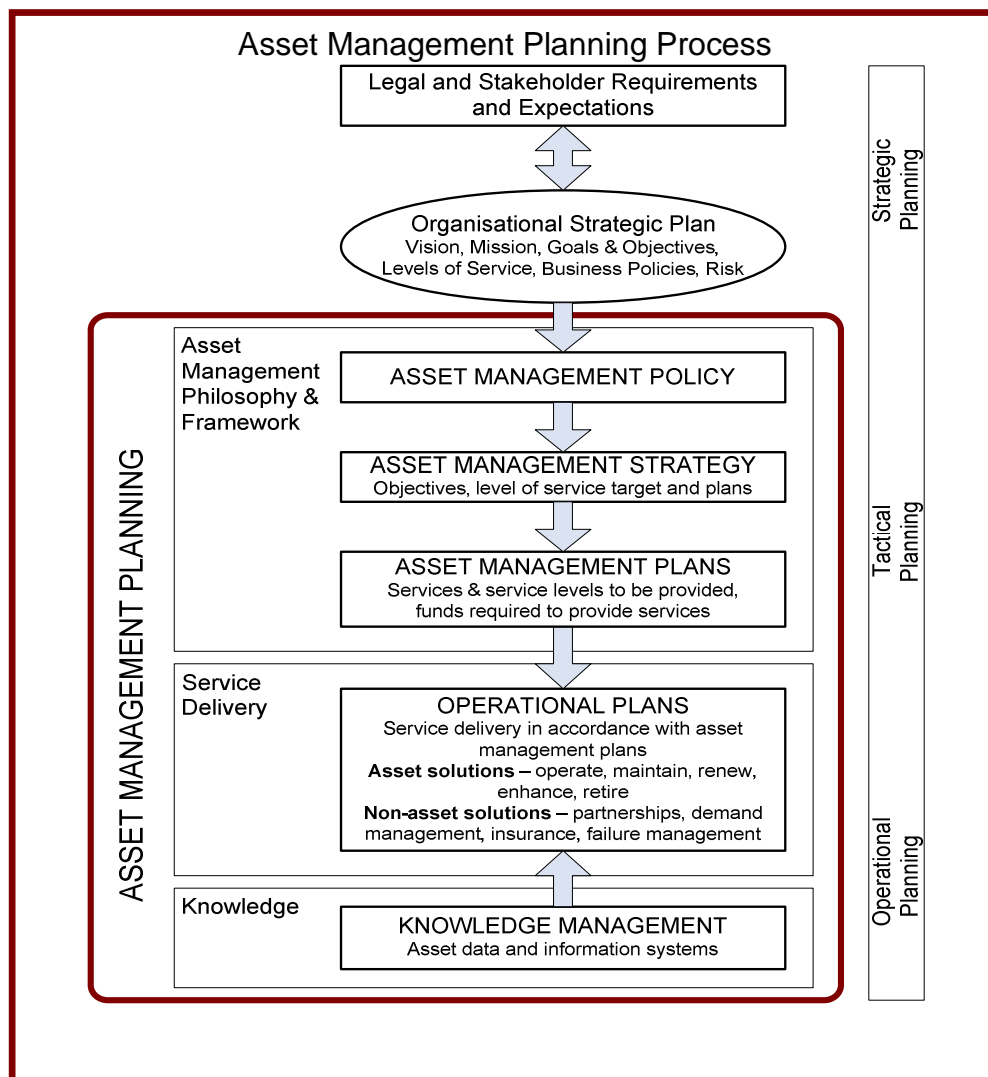 Asset Management Planning Process
Legal and Stakeholder Requirements
and Expectations
Strategic
Planning
Organisational Strategic Plan
Vision, Mission, Goals & Objectives,
Levels of Service, Business Policies, Risk
ASSET MANAGEMENT PLANNING
Asset
Management
Philosophy &
Framework
ASSET MANAGEMENT POLICY
ASSET MANAGEMENT STRATEGY
Objectives, level of service target and plans
Tactical
Planning
ASSET MANAGEMENT PLANS
Services & service levels to be provided,
funds required to provide services
Service
Delivery
OPERATIONAL PLANS
Service delivery in accordance with asset
management plans
Asset solutions – operate, maintain, renew,
enhance, retire
Non-asset solutions – partnerships, demand
management, insurance, failure management
Operational
Planning
Knowledge
KNOWLEDGE MANAGEMENT
Asset data and information systems